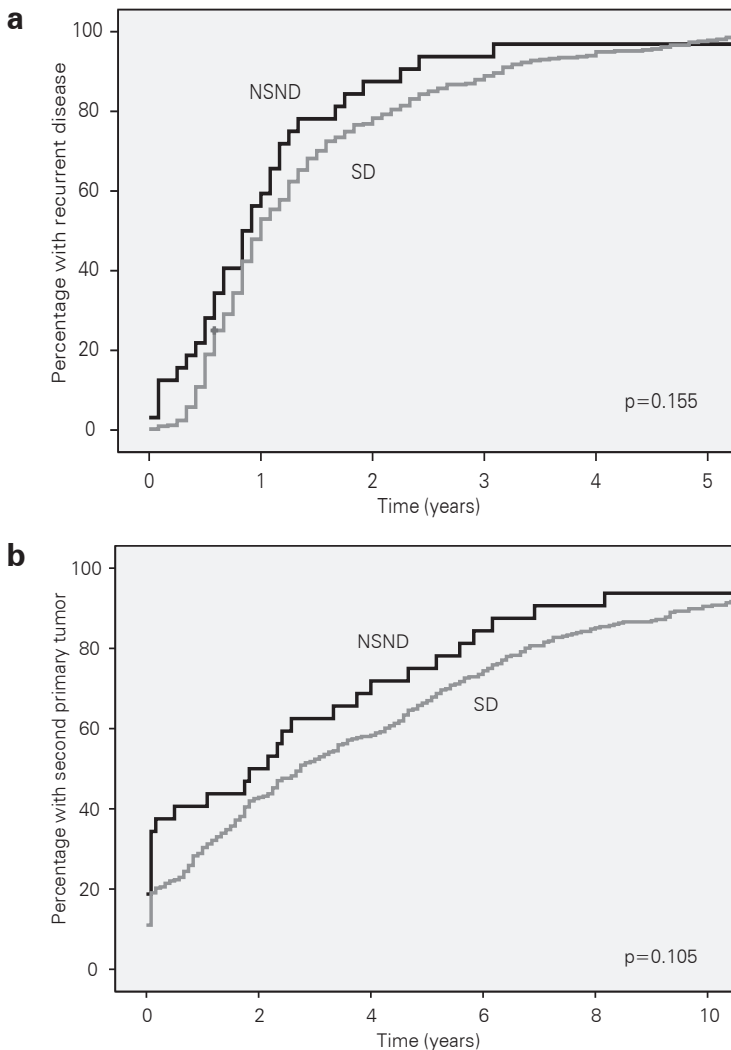 a
Percentage with recurrent disease
100
80
60
40
20
0
NSND
SD
p=0.155
0 1 2 3 4 5
Time (years)
b
Percentage with second primary tumor
100
80
60
40
20
0
NSND
SD
p=0.105
0 2 4 6 8 10
Time (years)